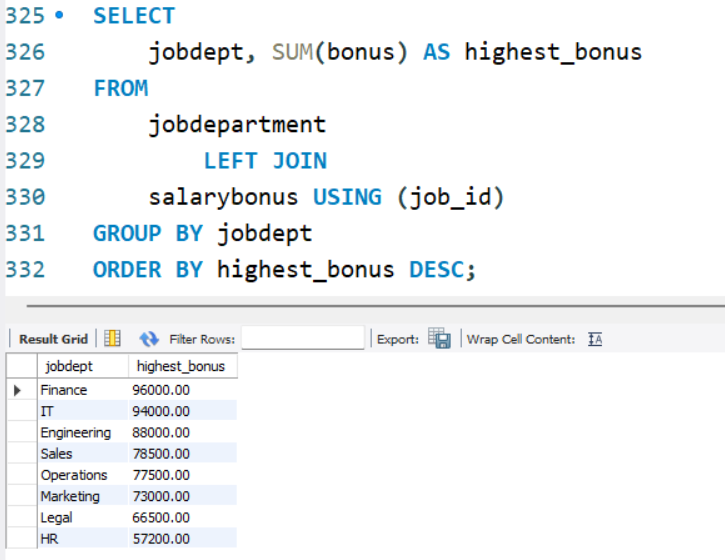 325 SELECT
326 jobdept, SUM(bonus) AS highest_bonus
327 FROM
328 jobdepartment
329 LEFT JOIN
330 salarybonus USING (job_id)
331 GROUP BY jobdept
332 ORDER BY highest_bonus DESC;
Result Grid Filter Rows: Export: Wrap Cell Content: IA
jobdept highest_bonus
Finance 96000.00
IT 94000.00
Engineering 88000.00
Sales 78500.00
Operations 77500.00
Marketing 73000.00
Legal 66500.00
HR 57200.00